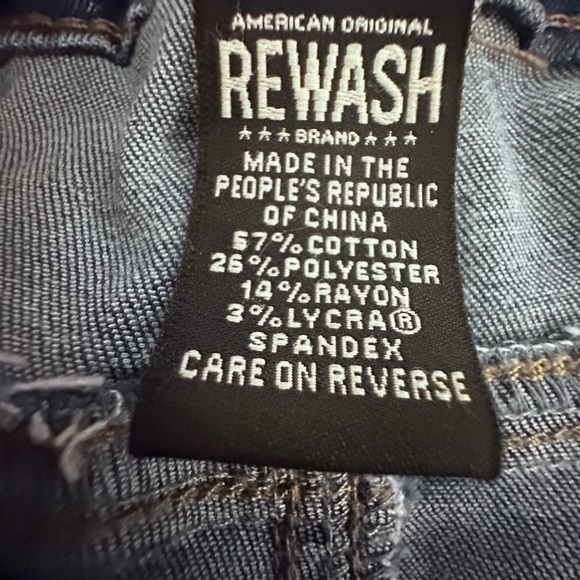 AMERICAN ORIGINAL
REWASH
★★★BRAND★★★
MADE IN THE
PEOPLE'S REPUBLIC
OF CHINA
57% COTTON
26% POLYESTER
14% RAYON
3% LYCRA®
SPANDEX
CARE ON REVERSE